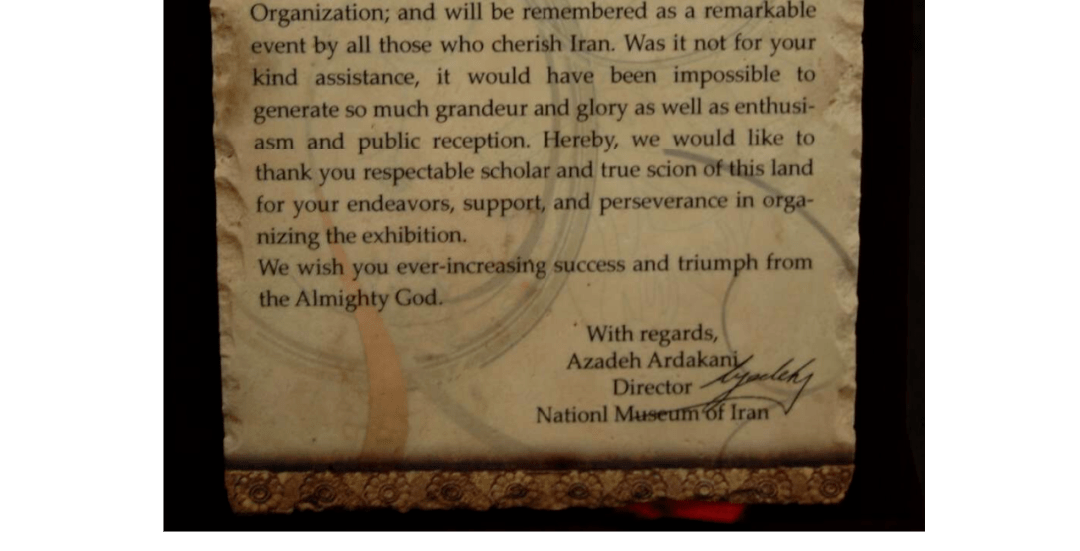 Organization; and will be remembered as a remarkable
event by all those who cherish Iran. Was it not for your
kind assistance, it would have been impossible to
generate so much grandeur and glory as well as enthusi-
asm and public reception. Hereby, we would like to
thank you respectable scholar and true scion of this land
for your endeavors, support, and perseverance in orga-
nizing the exhibition.
We wish you ever-increasing success and triumph from
the Almighty God.
With regards,
Azadeh Ardakani
Director
Nationl Museum of Iran